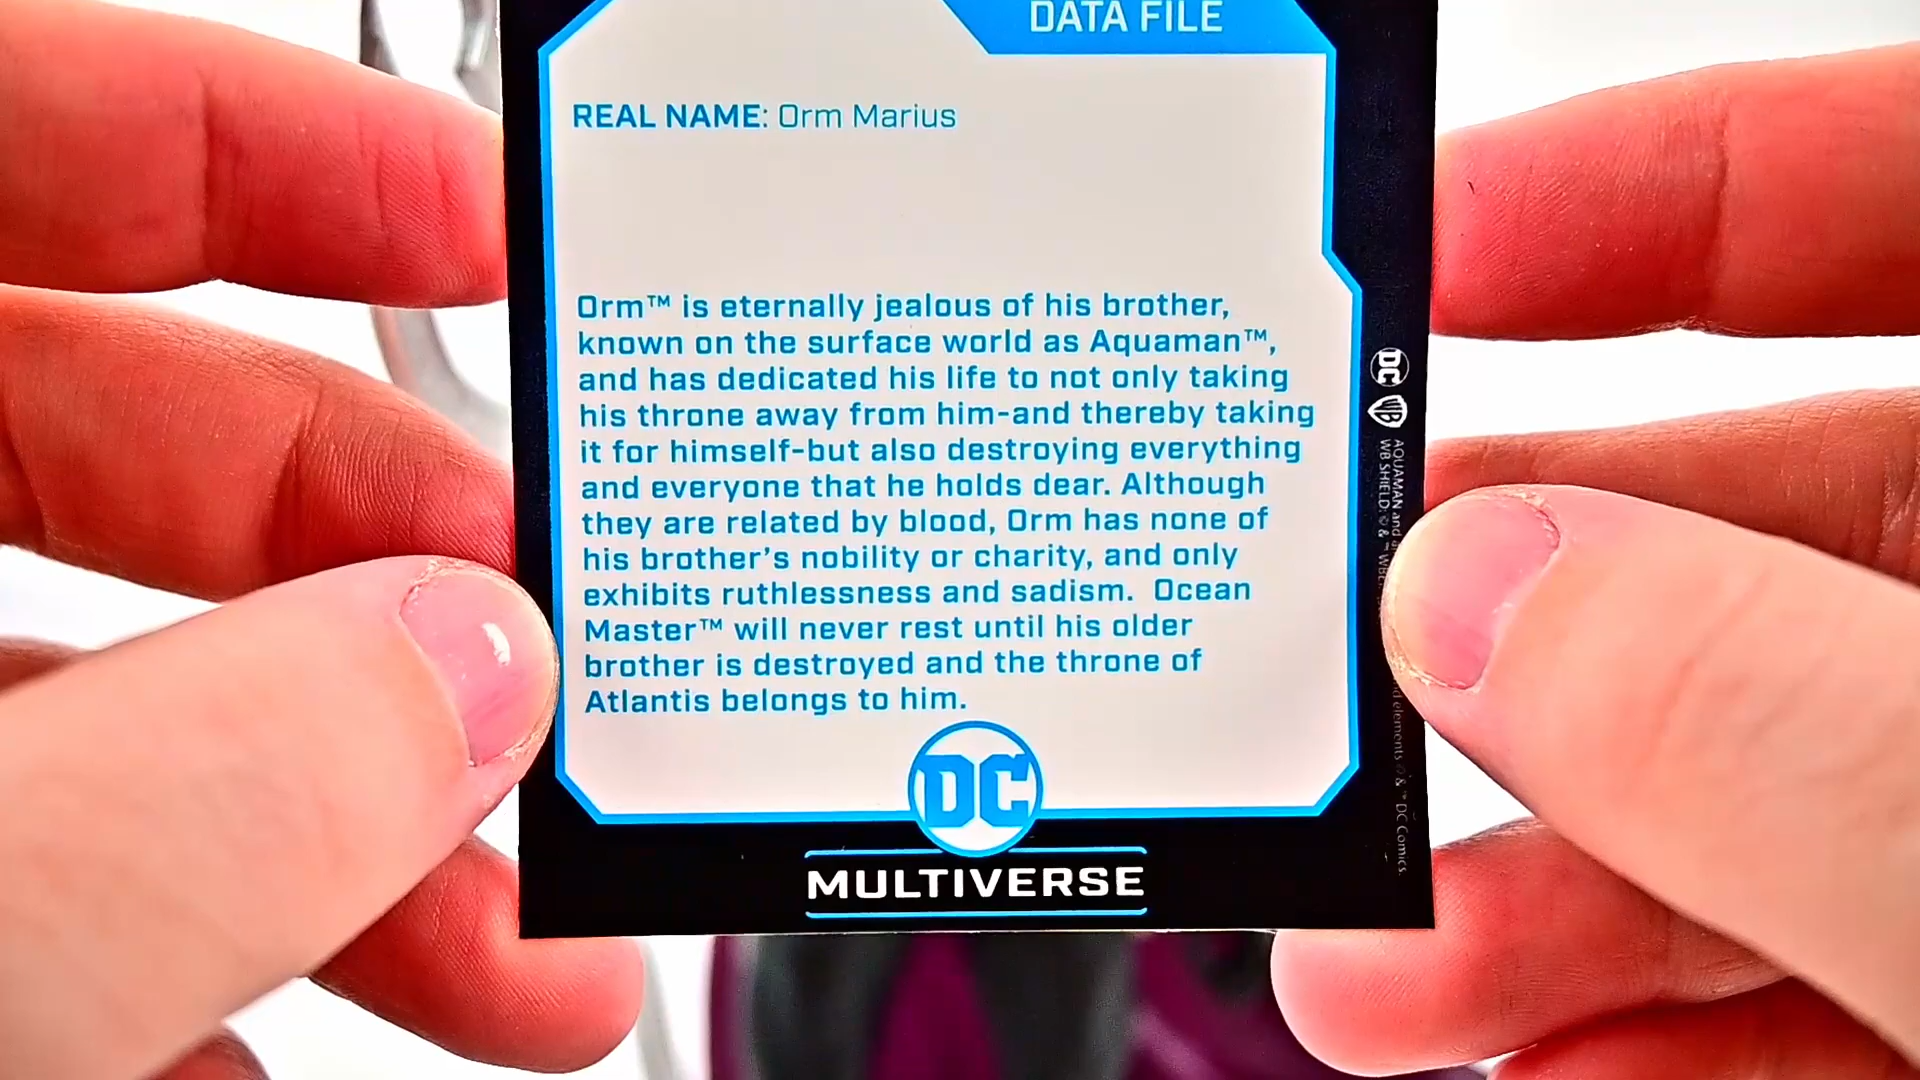 DATA FILE
REAL NAME: Orm Marius
Orm™ is eternally jealous of his brother,
known on the surface world as Aquaman™,
and has dedicated his life to not only taking
his throne away from him-and thereby taking
it for himself-but also destroying everything
and everyone that he holds dear. Although
they are related by blood, Orm has none of
his brother's nobility or charity, and only
exhibits ruthlessness and sadism. Ocean
Master™ will never rest until his older
brother is destroyed and the throne of
Atlantis belongs to him.
DC
MULTIVERSE
DC
WB
AQUAMAN and
elements © & ™ DC Comics.
WB SHIELD: © & ™ WBE